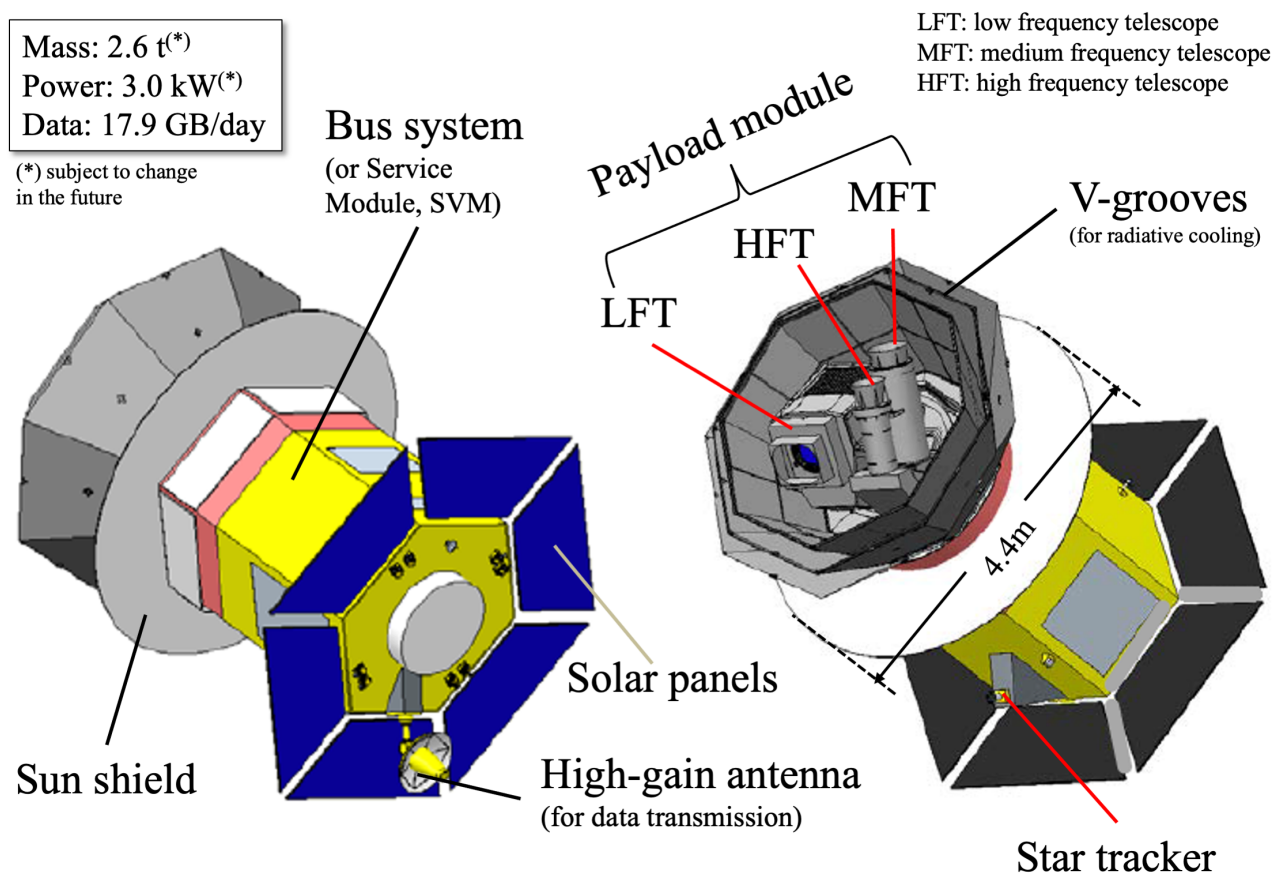 Mass: 2.6 t(*)
Power: 3.0 kW(*)
Data: 17.9 GB/day
(*) subject to change
in the future
Bus system
(or Service
Module, SVM)
LFT: low frequency telescope
MFT: medium frequency telescope
HFT: high frequency telescope
Payload module
MFT
HFT
LFT
V-grooves
(for radiative cooling)
4.4m
Solar panels
Sun shield
High-gain antenna
(for data transmission)
Star tracker